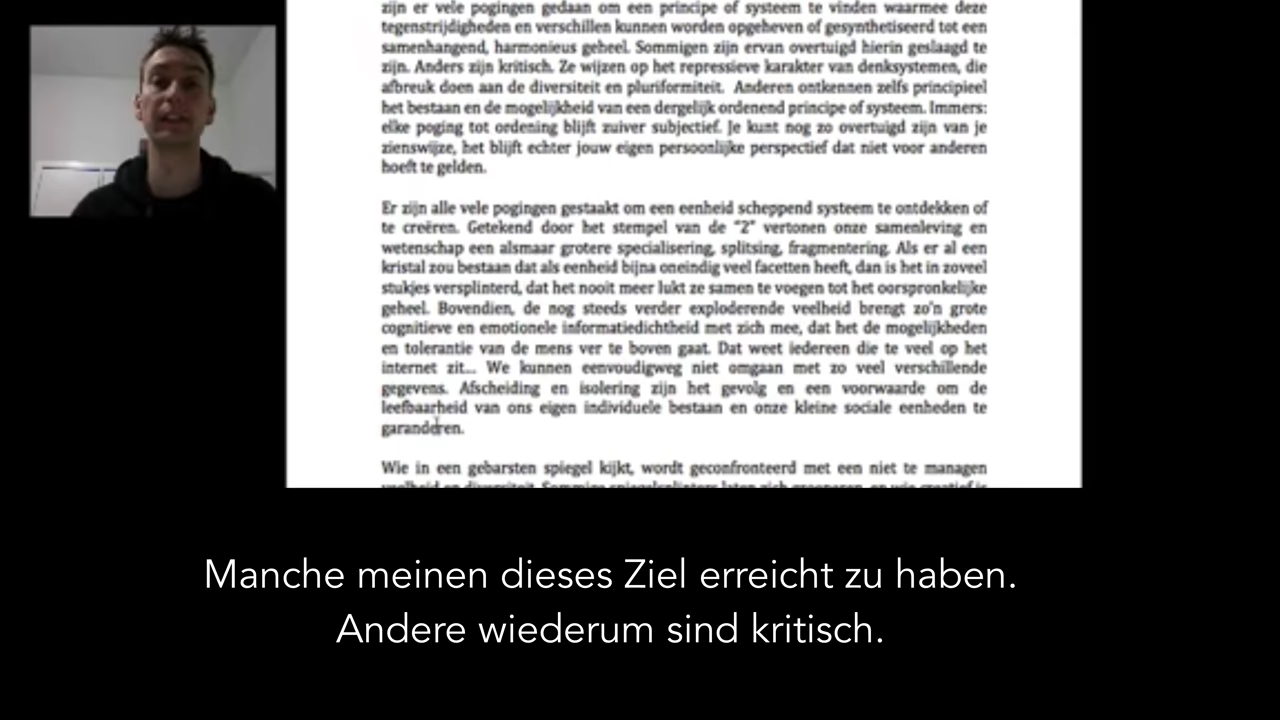 zijn er vele pogingen gedaan om een principe of systeem te vinden waarmee deze
tegenstrijdigheden en verschillen kunnen worden opgeheven of gesynthetiseerd tot een
samenhangend, harmonieus geheel. Sommigen zijn ervan overtuigd hierin geslaagd te
zijn. Anders zijn kritisch. Ze wijzen op het repressieve karakter van denksystemen, die
afbreuk doen aan de diversiteit en pluriformiteit. Anderen ontkennen zelfs principieel
het bestaan en de mogelijkheid van een dergelijk ordenend principe of systeem. Immers:
elke poging tot ordening blijft zuiver subjectief. Je kunt nog zo overtuigd zijn van je
zienswijze, het blijft echter jouw eigen persoonlijke perspectief dat niet voor anderen
hoeft te gelden.
Er zijn alle vele pogingen gestaakt om een eenheid scheppend systeem te ontdekken of
te creëren. Getekend door het stempel van de "2" vertonen onze samenleving en
wetenschap een alsmaar grotere specialisering, splitsing, fragmentering. Als er al een
kristal zou bestaan dat als eenheid bijna oneindig veel facetten heeft, dan is het in zoveel
stukjes versplinterd, dat het nooit meer lukt ze samen te voegen tot het oorspronkelijke
geheel. Bovendien, de nog steeds verder exploderende veelheid brengt zo'n grote
cognitieve en emotionele informatiedichtheid met zich mee, dat het de mogelijkheden
en tolerantie van de mens ver te boven gaat. Dat weet iedereen die te veel op het
internet zit... We kunnen eenvoudigweg niet omgaan met zo veel verschillende
gegevens. Afscheiding en isolering zijn het gevolg en een voorwaarde om de
leefbaarheid van ons eigen individuele bestaan en onze kleine sociale eenheden te
garanderen.
Wie in een gebarsten spiegel kijkt, wordt geconfronteerd met een niet te managen
Manche meinen dieses Ziel erreicht zu haben.
Andere wiederum sind kritisch.